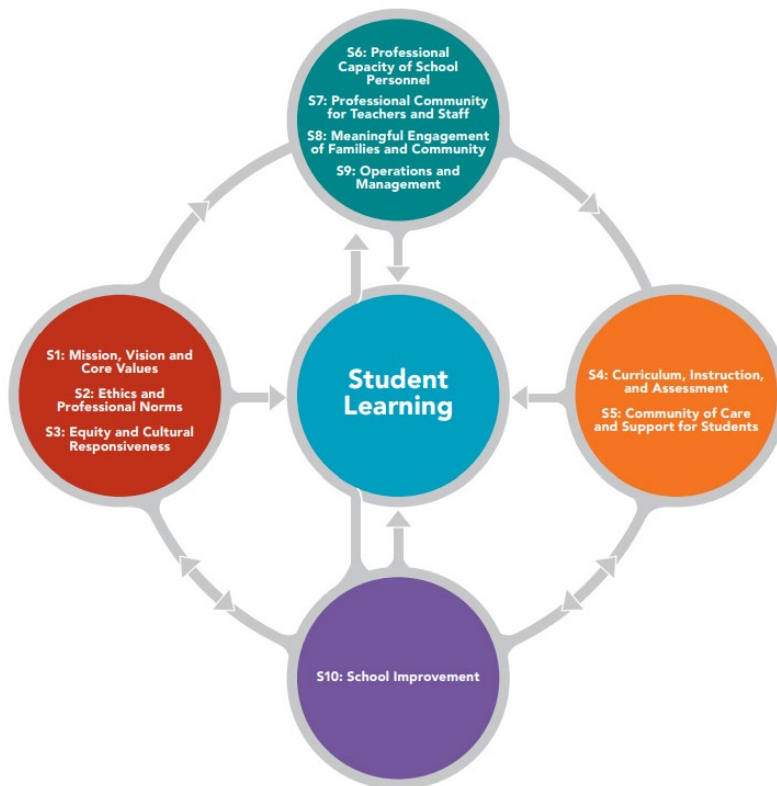 S6: Professional
Capacity of School
Personnel
S7: Professional Community
for Teachers and Staff
S8: Meaningful Engagement
of Families and Community
S9: Operations and
Management
S1: Mission, Vision and
Core Values
S2: Ethics and
Professional Norms
S3: Equity and Cultural
Responsiveness
Student
Learning
S4: Curriculum, Instruction,
and Assessment
S5: Community of Care
and Support for Students
S10: School Improvement